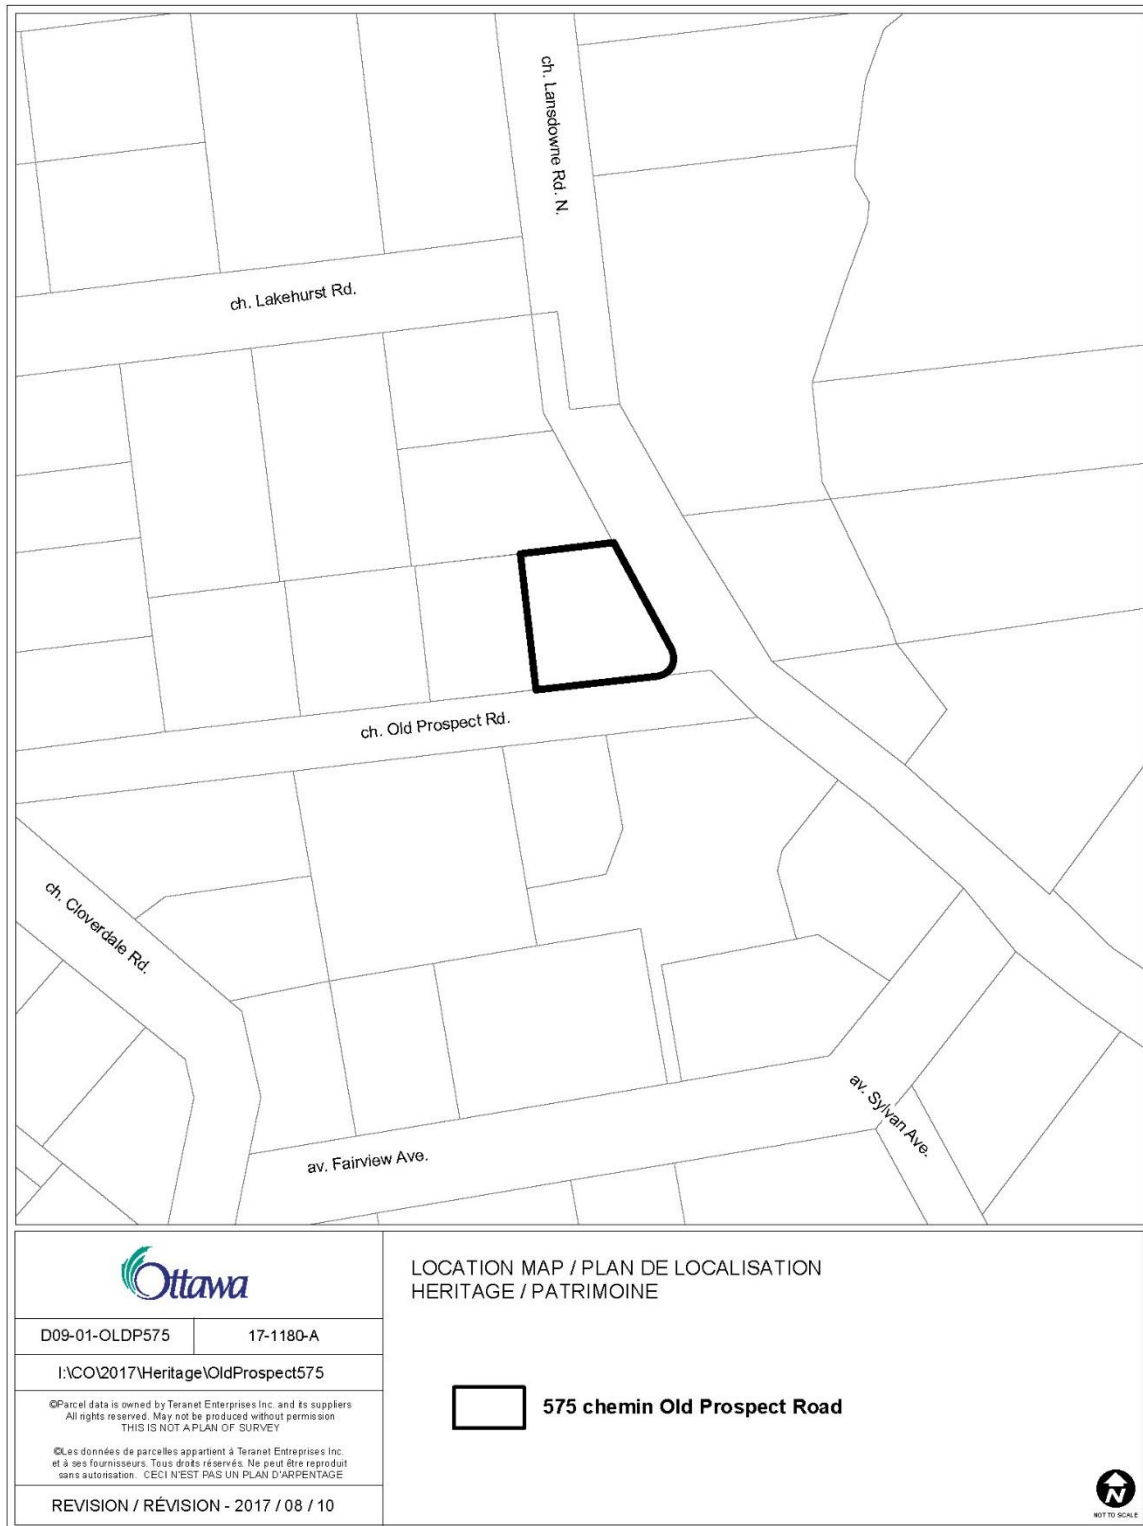 ch. Lansdowne Rd. N.
ch. Lakehurst Rd.
ch. Old Prospect Rd.
ch. Cloverdale Rd.
av. Sylvan Ave.
av. Fairview Ave.
Ottawa
D09-01-OLDP575
17-1180-A
I:\CO\2017\Heritage\OldProspect575
©Parcel data is owned by Teranet Enterprises Inc. and its suppliers
All rights reserved. May not be produced without permission
THIS IS NOT A PLAN OF SURVEY
©Les données de parcelles appartient à Teranet Entreprises Inc.
et à ses fournisseurs. Tous droits réservés. Ne peut être reproduit
sans autorisation. CECI N'EST PAS UN PLAN D'ARPENTAGE
REVISION / RÉVISION - 2017 / 08 / 10
LOCATION MAP / PLAN DE LOCALISATION
HERITAGE / PATRIMOINE
575 chemin Old Prospect Road
N
NOT TO SCALE